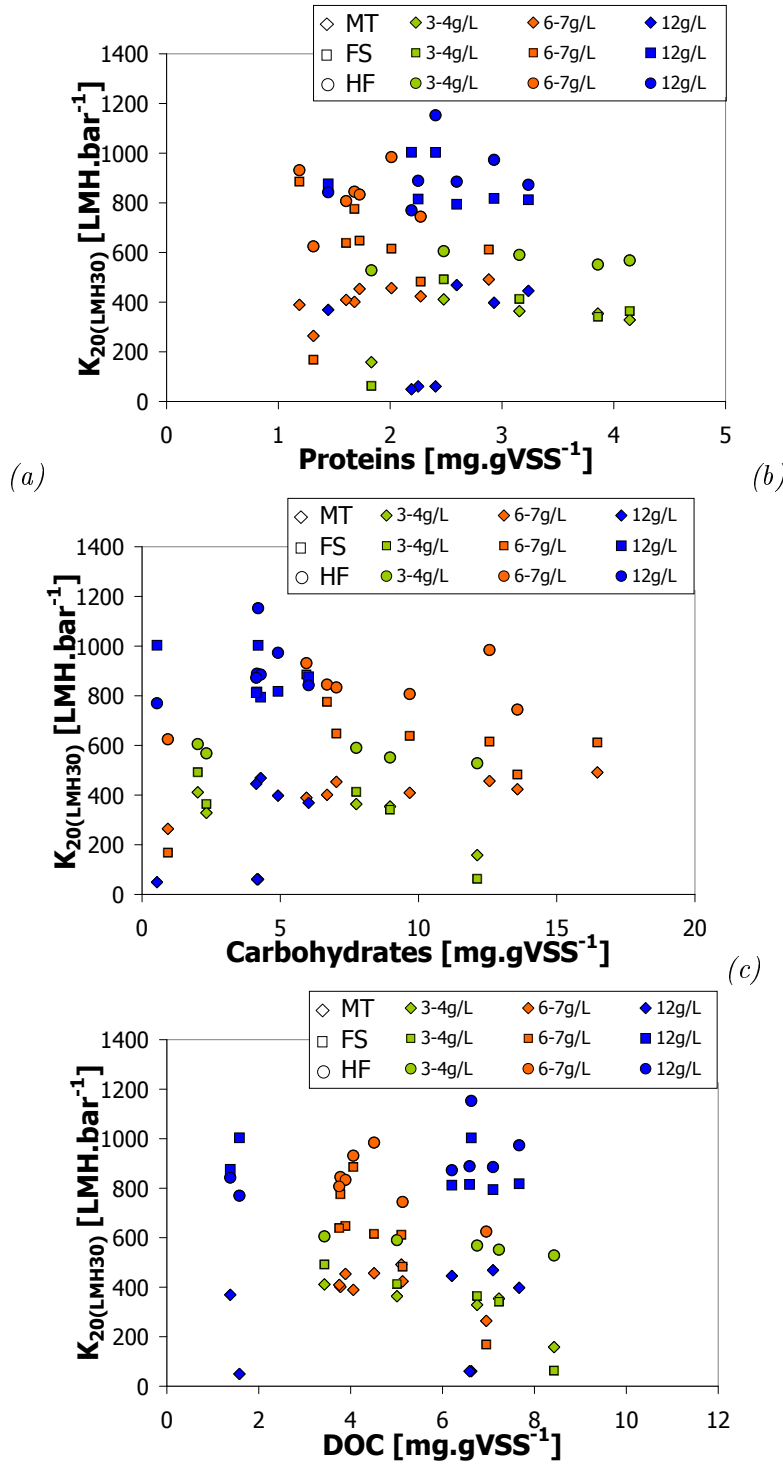 MT 3-4g/L 6-7g/L 12g/L
FS 3-4g/L 6-7g/L 12g/L
HF 3-4g/L 6-7g/L 12g/L
K20(LMH30) [LMH.bar-1]
1400
1200
1000
800
600
400
200
0
0 1 2 3 4 5
Proteins [mg.gVSS-1]
(a) (b)
MT 3-4g/L 6-7g/L 12g/L
FS 3-4g/L 6-7g/L 12g/L
HF 3-4g/L 6-7g/L 12g/L
K20(LMH30) [LMH.bar-1]
1400
1200
1000
800
600
400
200
0
0 5 10 15 20
Carbohydrates [mg.gVSS-1]
(c)
MT 3-4g/L 6-7g/L 12g/L
FS 3-4g/L 6-7g/L 12g/L
HF 3-4g/L 6-7g/L 12g/L
K20(LMH30) [LMH.bar-1]
1400
1200
1000
800
600
400
200
0
0 2 4 6 8 10 12
DOC [mg.gVSS-1]